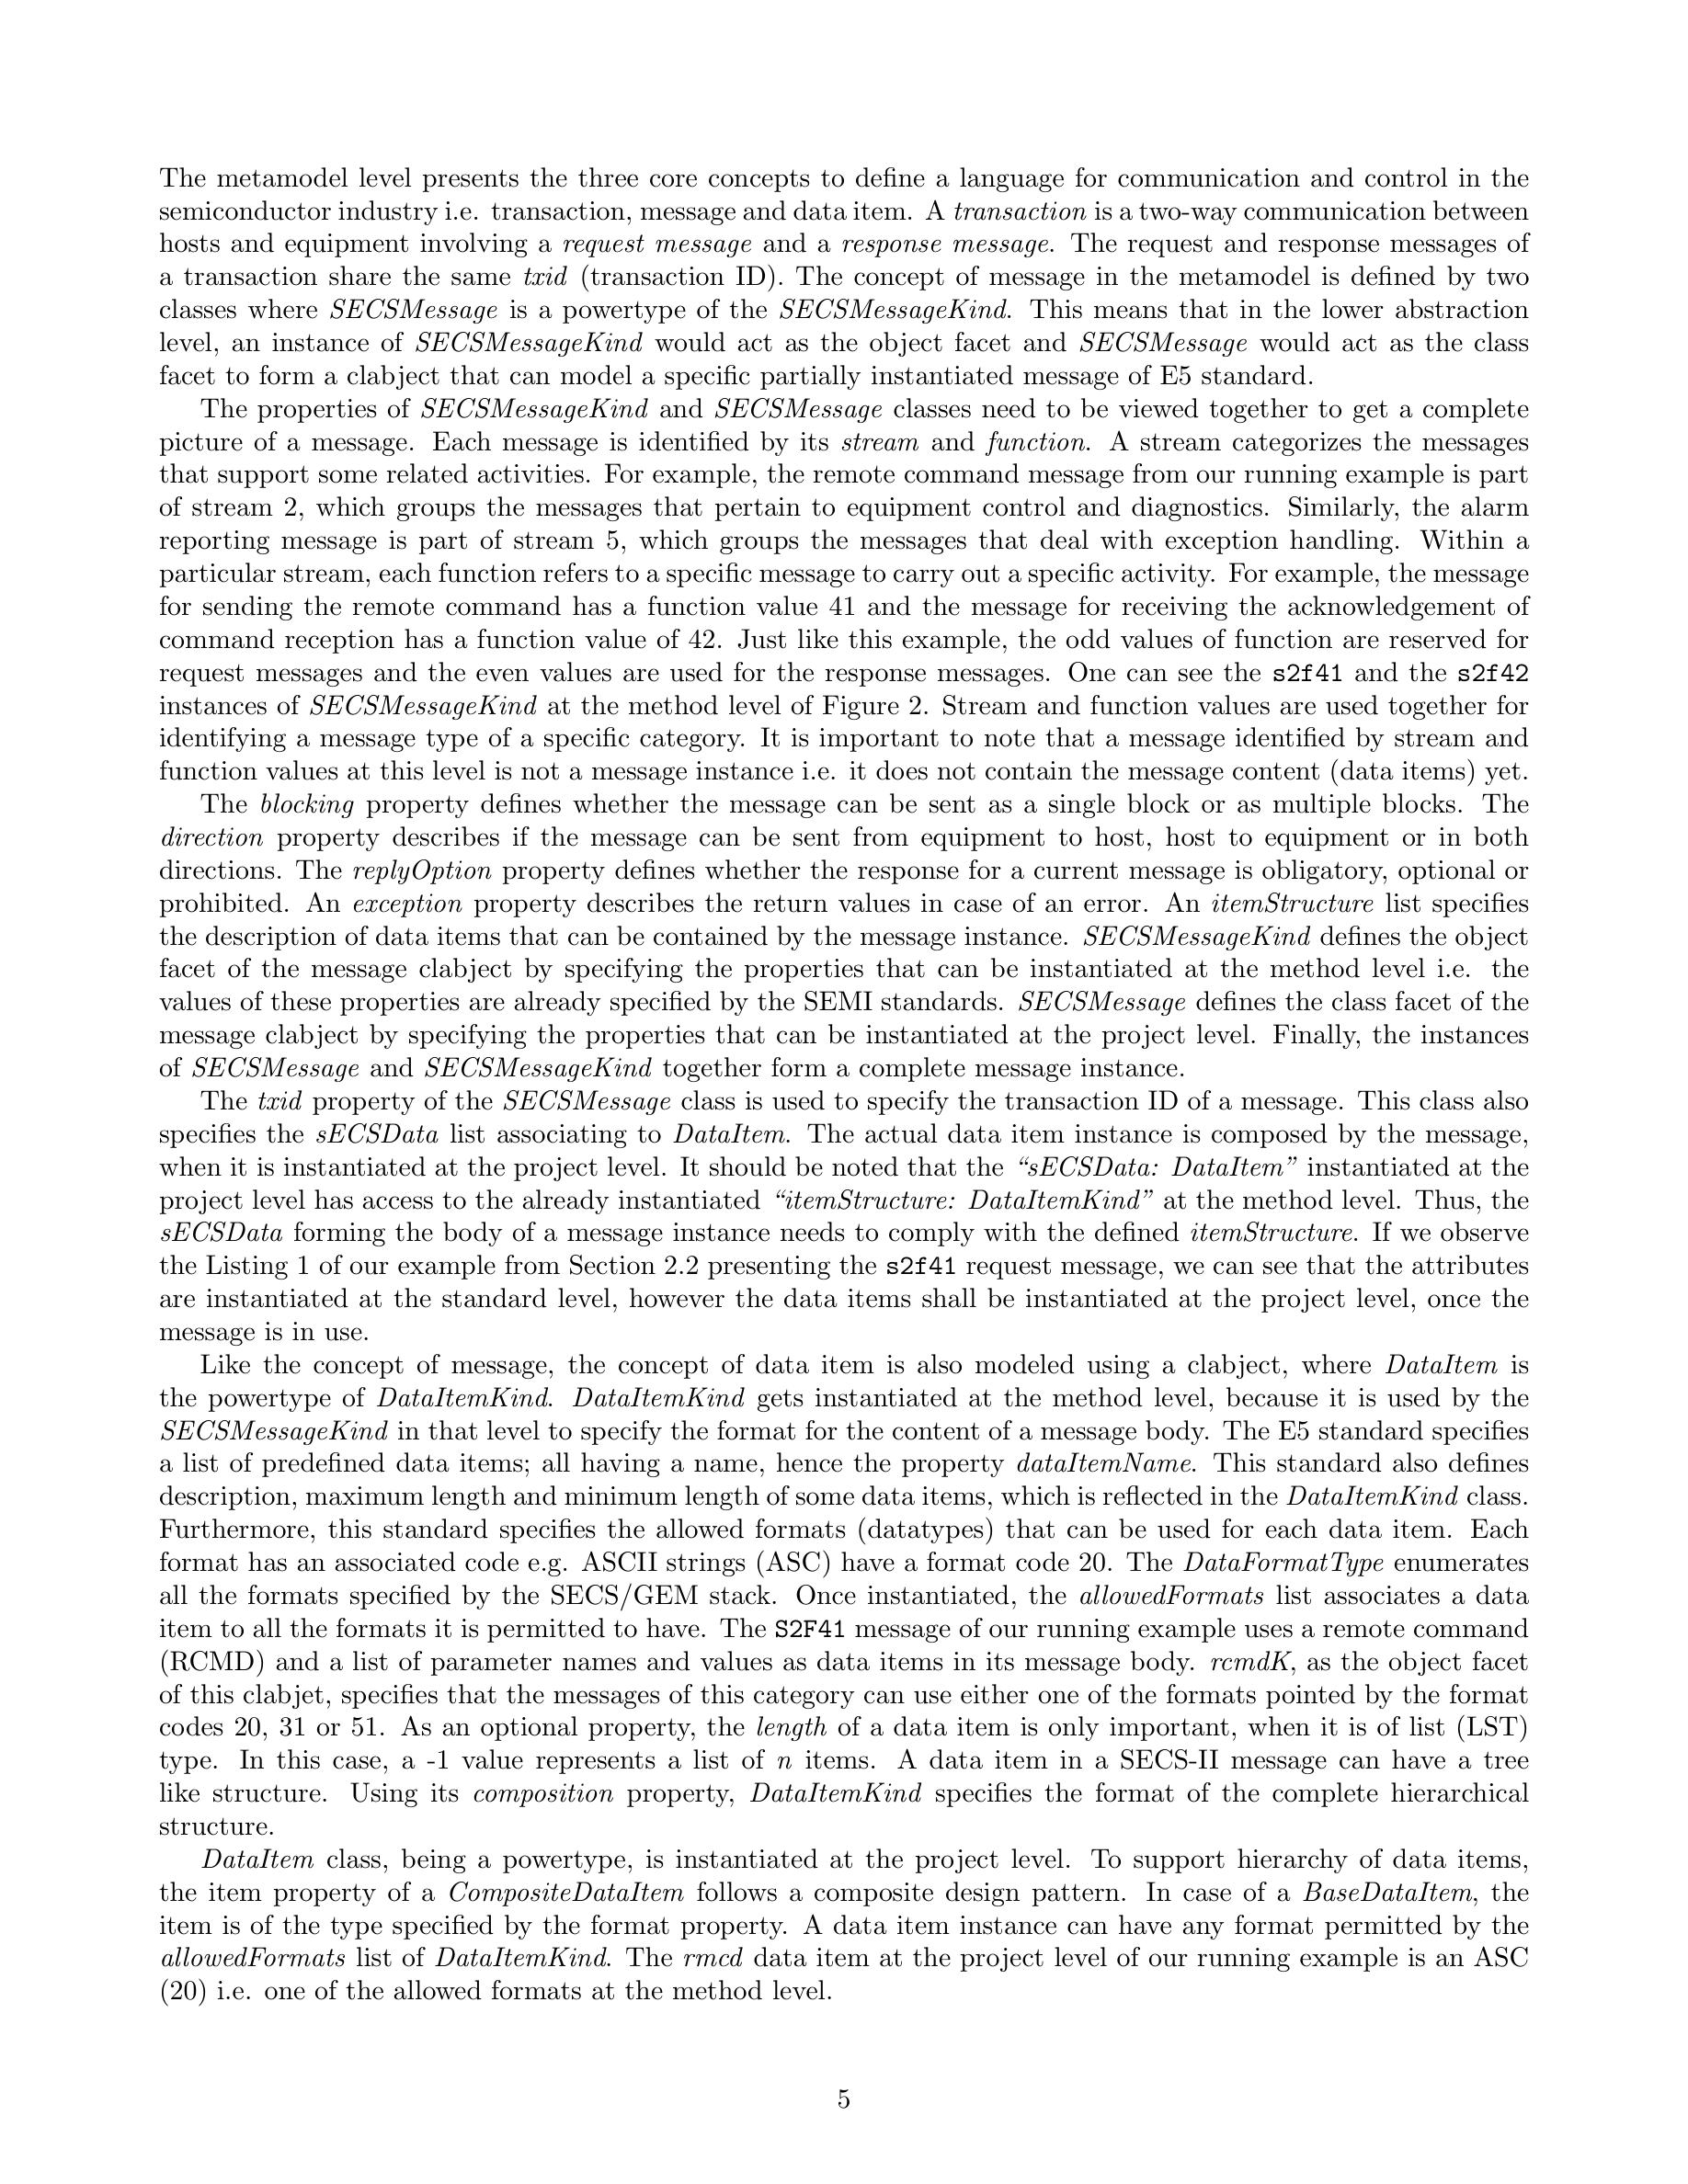 The metamodel level presents the three core concepts to define a language for communication and control in the
semiconductor industry i.e. transaction, message and data item. A transaction is a two-way communication between
hosts and equipment involving a request message and a response message. The request and response messages of
a transaction share the same txid (transaction ID). The concept of message in the metamodel is defined by two
classes where SECSMessage is a powertype of the SECSMessageKind. This means that in the lower abstraction
level, an instance of SECSMessageKind would act as the object facet and SECSMessage would act as the class
facet to form a clabject that can model a specific partially instantiated message of E5 standard.
The properties of SECSMessageKind and SECSMessage classes need to be viewed together to get a complete
picture of a message. Each message is identified by its stream and function. A stream categorizes the messages
that support some related activities. For example, the remote command message from our running example is part
of stream 2, which groups the messages that pertain to equipment control and diagnostics. Similarly, the alarm
reporting message is part of stream 5, which groups the messages that deal with exception handling. Within a
particular stream, each function refers to a specific message to carry out a specific activity. For example, the message
for sending the remote command has a function value 41 and the message for receiving the acknowledgement of
command reception has a function value of 42. Just like this example, the odd values of function are reserved for
request messages and the even values are used for the response messages. One can see the s2f41 and the s2f42
instances of SECSMessageKind at the method level of Figure 2. Stream and function values are used together for
identifying a message type of a specific category. It is important to note that a message identified by stream and
function values at this level is not a message instance i.e. it does not contain the message content (data items) yet.
The blocking property defines whether the message can be sent as a single block or as multiple blocks. The
direction property describes if the message can be sent from equipment to host, host to equipment or in both
directions. The replyOption property defines whether the response for a current message is obligatory, optional or
prohibited. An exception property describes the return values in case of an error. An itemStructure list specifies
the description of data items that can be contained by the message instance. SECSMessageKind defines the object
facet of the message clabject by specifying the properties that can be instantiated at the method level i.e. the
values of these properties are already specified by the SEMI standards. SECSMessage defines the class facet of the
message clabject by specifying the properties that can be instantiated at the project level. Finally, the instances
of SECSMessage and SECSMessageKind together form a complete message instance.
The txid property of the SECSMessage class is used to specify the transaction ID of a message. This class also
specifies the sECSData list associating to DataItem. The actual data item instance is composed by the message,
when it is instantiated at the project level. It should be noted that the “sECSData: DataItem” instantiated at the
project level has access to the already instantiated “itemStructure: DataItemKind” at the method level. Thus, the
sECSData forming the body of a message instance needs to comply with the defined itemStructure. If we observe
the Listing 1 of our example from Section 2.2 presenting the s2f41 request message, we can see that the attributes
are instantiated at the standard level, however the data items shall be instantiated at the project level, once the
message is in use.
Like the concept of message, the concept of data item is also modeled using a clabject, where DataItem is
the powertype of DataItemKind. DataItemKind gets instantiated at the method level, because it is used by the
SECSMessageKind in that level to specify the format for the content of a message body. The E5 standard specifies
a list of predefined data items; all having a name, hence the property dataItemName. This standard also defines
description, maximum length and minimum length of some data items, which is reflected in the DataItemKind class.
Furthermore, this standard specifies the allowed formats (datatypes) that can be used for each data item. Each
format has an associated code e.g. ASCII strings (ASC) have a format code 20. The DataFormatType enumerates
all the formats specified by the SECS/GEM stack. Once instantiated, the allowedFormats list associates a data
item to all the formats it is permitted to have. The S2F41 message of our running example uses a remote command
(RCMD) and a list of parameter names and values as data items in its message body. rcmdK, as the object facet
of this clabjet, specifies that the messages of this category can use either one of the formats pointed by the format
codes 20, 31 or 51. As an optional property, the length of a data item is only important, when it is of list (LST)
type. In this case, a -1 value represents a list of n items. A data item in a SECS-II message can have a tree
like structure. Using its composition property, DataItemKind specifies the format of the complete hierarchical
structure.
DataItem class, being a powertype, is instantiated at the project level. To support hierarchy of data items,
the item property of a CompositeDataItem follows a composite design pattern. In case of a BaseDataItem, the
item is of the type specified by the format property. A data item instance can have any format permitted by the
allowedFormats list of DataItemKind. The rmcd data item at the project level of our running example is an ASC
(20) i.e. one of the allowed formats at the method level.
5